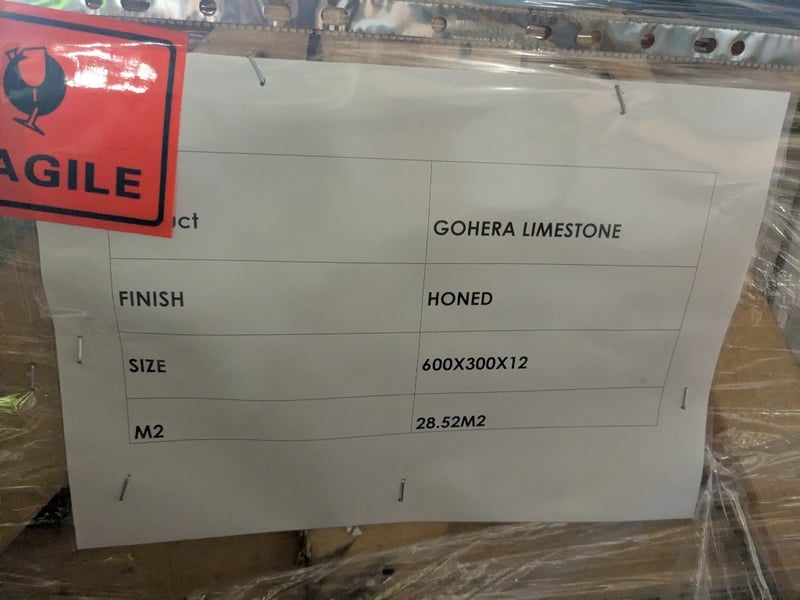 AGILE
uct
GOHERA LIMESTONE
FINISH
HONED
SIZE
600X300X12
M2
28.52M2